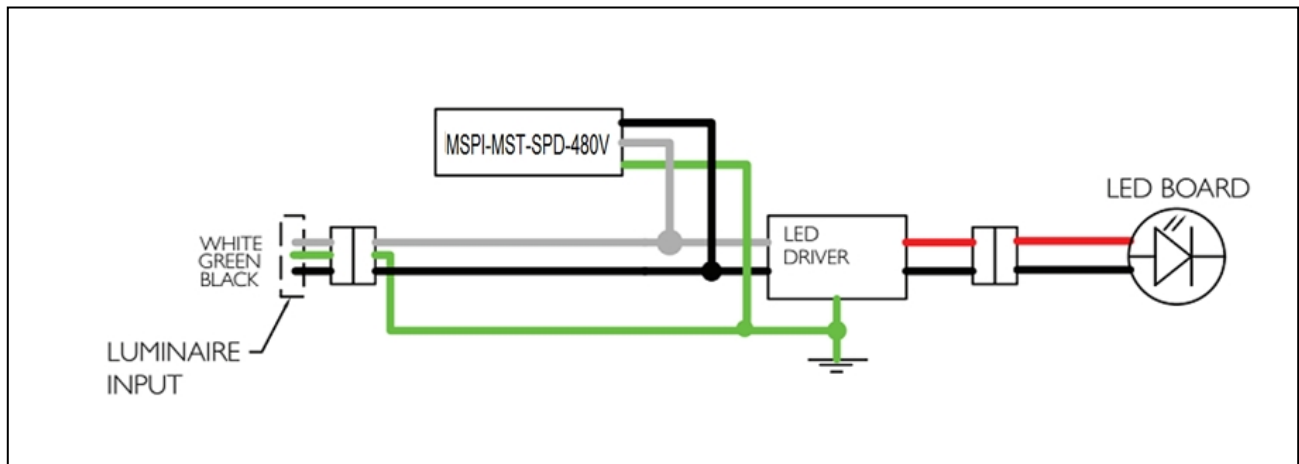 MSPI-MST-SPD-480V
LED BOARD
WHITE
GREEN
BLACK
LED
DRIVER
LUMINAIRE
INPUT